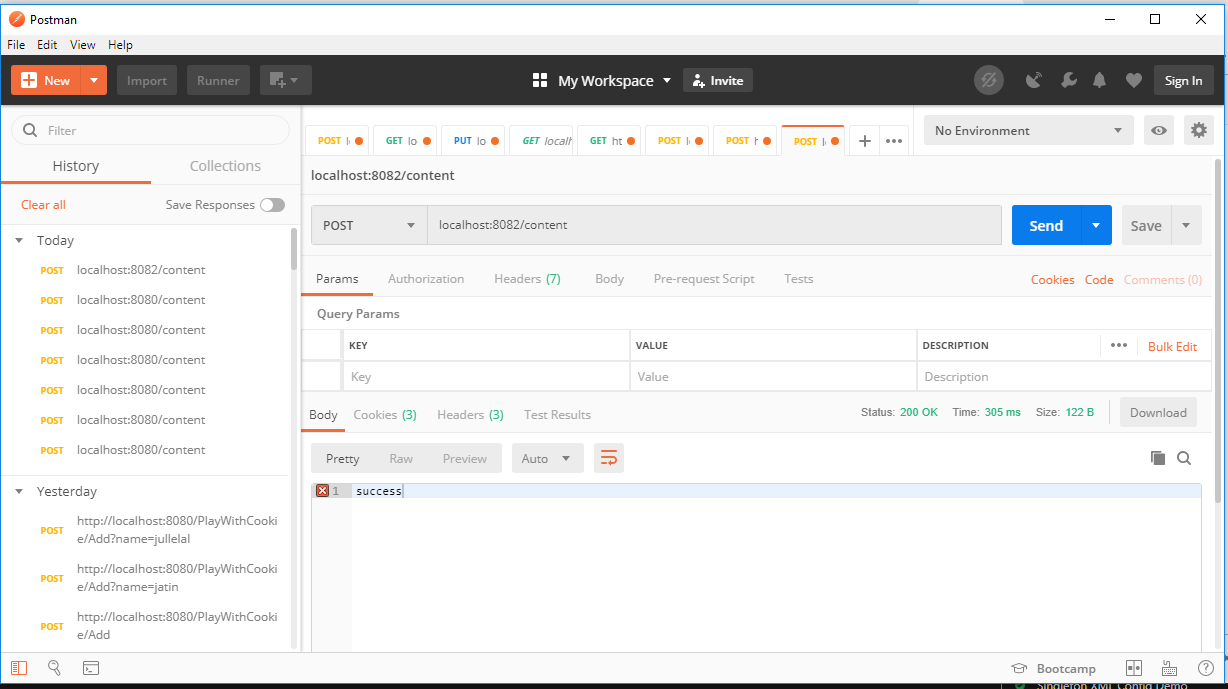 Postman
File Edit View Help
New Import Runner My Workspace Invite Sign In
Filter
History Collections
Clear all Save Responses
Today
POST localhost:8082/content
POST localhost:8080/content
POST localhost:8080/content
POST localhost:8080/content
POST localhost:8080/content
POST localhost:8080/content
POST localhost:8080/content
Yesterday
POST http://localhost:8080/PlayWithCooki
e/Add?name=jullelal
POST http://localhost:8080/PlayWithCooki
e/Add?name=jatin
POST http://localhost:8080/PlayWithCooki
e/Add
POST GET lo PUT lo GET localh GET ht POST POST POST
No Environment
localhost:8082/content
POST localhost:8082/content Send Save
Params Authorization Headers (7) Body Pre-request Script Tests Cookies Code Comments (0)
Query Params
KEY VALUE DESCRIPTION Bulk Edit
Key Value Description
Body Cookies (3) Headers (3) Test Results Status: 200 OK Time: 305 ms Size: 122 B Download
Pretty Raw Preview Auto
1 success
Bootcamp
Singleton XML Config Demo